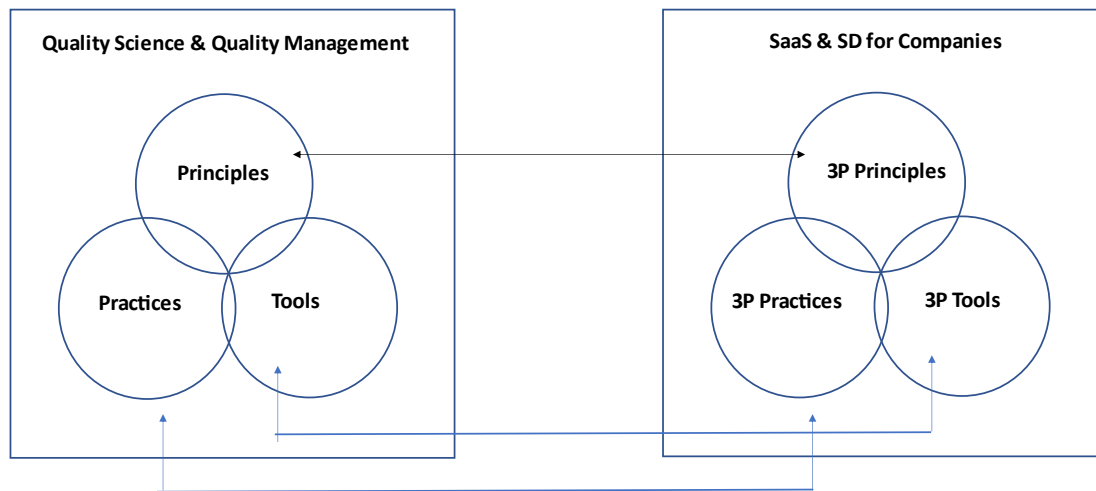 Quality Science & Quality Management
Principles
Practices
Tools
SaaS & SD for Companies
3P Principles
3P Practices
3P Tools